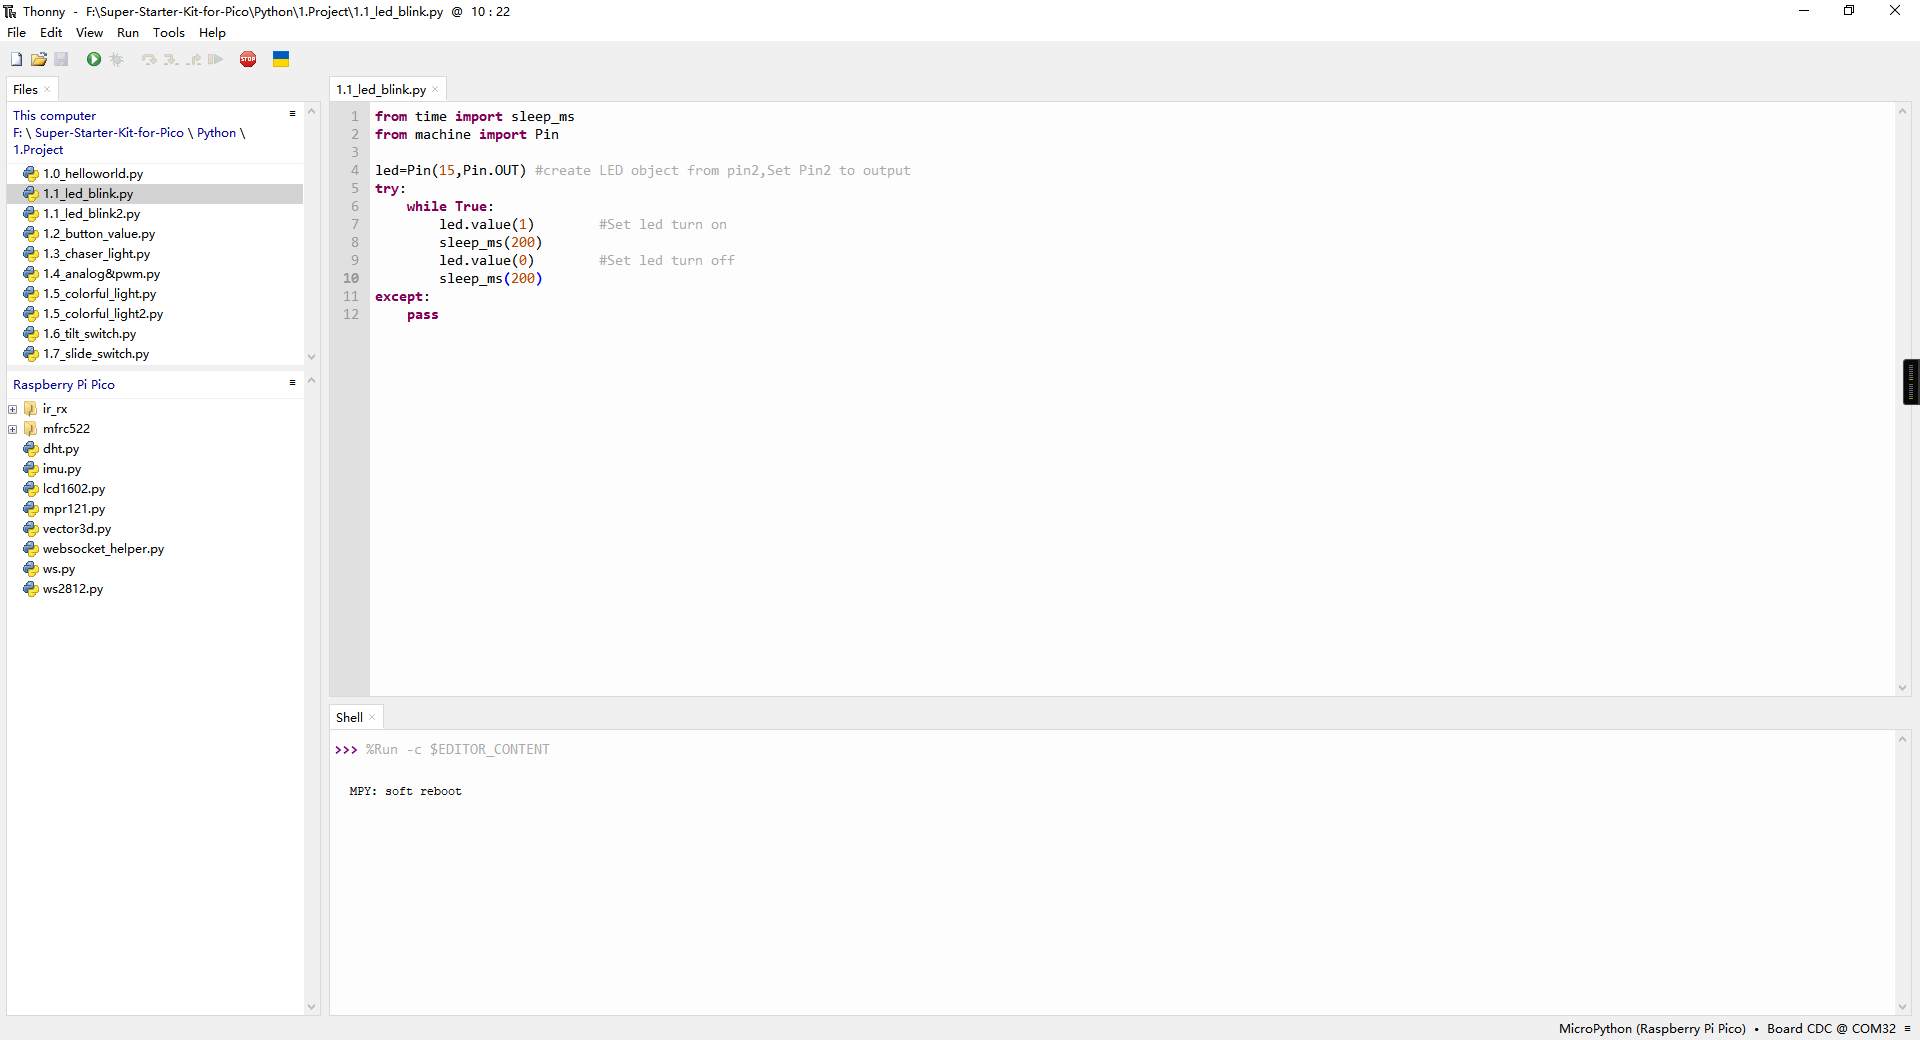 Thonny - F:\Super-Starter-Kit-for-Pico\Python\1.Project\1.1_led_blink.py @ 10 : 22
File Edit View Run Tools Help
STOP
Files
This computer
F: \ Super-Starter-Kit-for-Pico \ Python \
1.Project
1.0_helloworld.py
1.1_led_blink.py
1.1_led_blink2.py
1.2_button_value.py
1.3_chaser_light.py
1.4_analog&pwm.py
1.5_colorful_light.py
1.5_colorful_light2.py
1.6_tilt_switch.py
1.7_slide_switch.py
Raspberry Pi Pico
ir_rx
mfrc522
dht.py
imu.py
lcd1602.py
mpr121.py
vector3d.py
websocket_helper.py
ws.py
ws2812.py
1.1_led_blink.py
1 from time import sleep_ms
2 from machine import Pin
3
4 led=Pin(15,Pin.OUT) #create LED object from pin2,Set Pin2 to output
5 try:
6     while True:
7         led.value(1)        #Set led turn on
8         sleep_ms(200)
9         led.value(0)        #Set led turn off
10         sleep_ms(200)
11 except:
12     pass
Shell
>>> %Run -c $EDITOR_CONTENT
MPY: soft reboot
MicroPython (Raspberry Pi Pico) • Board CDC @ COM32 ≡